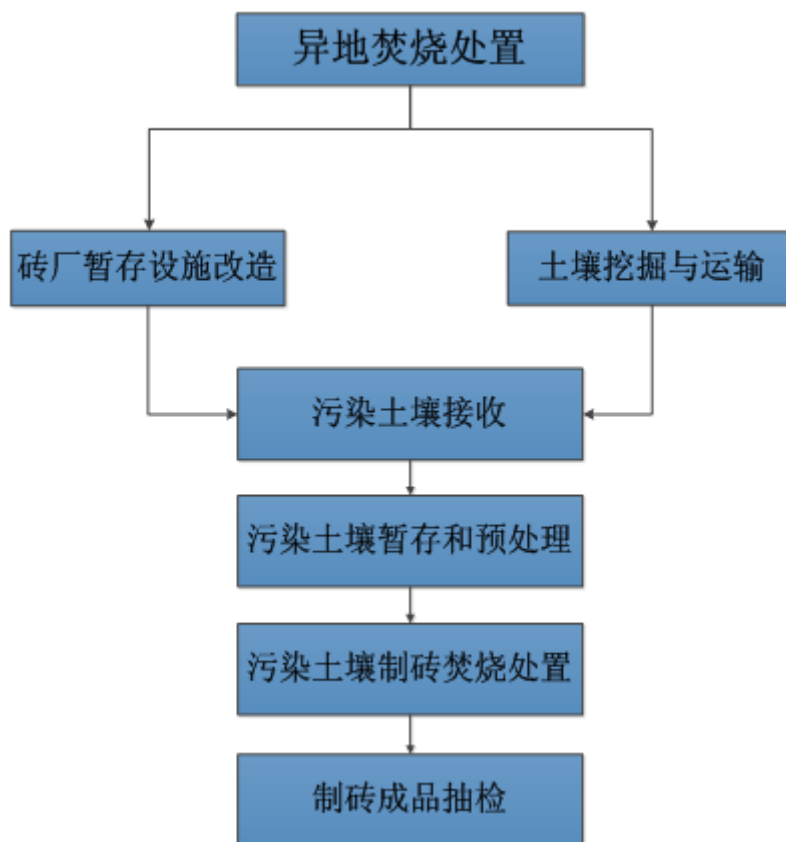 异地焚烧处置
砖厂暂存设施改造
土壤挖掘与运输
污染土壤接收
污染土壤暂存和预处理
污染土壤制砖焚烧处置
制砖成品抽检